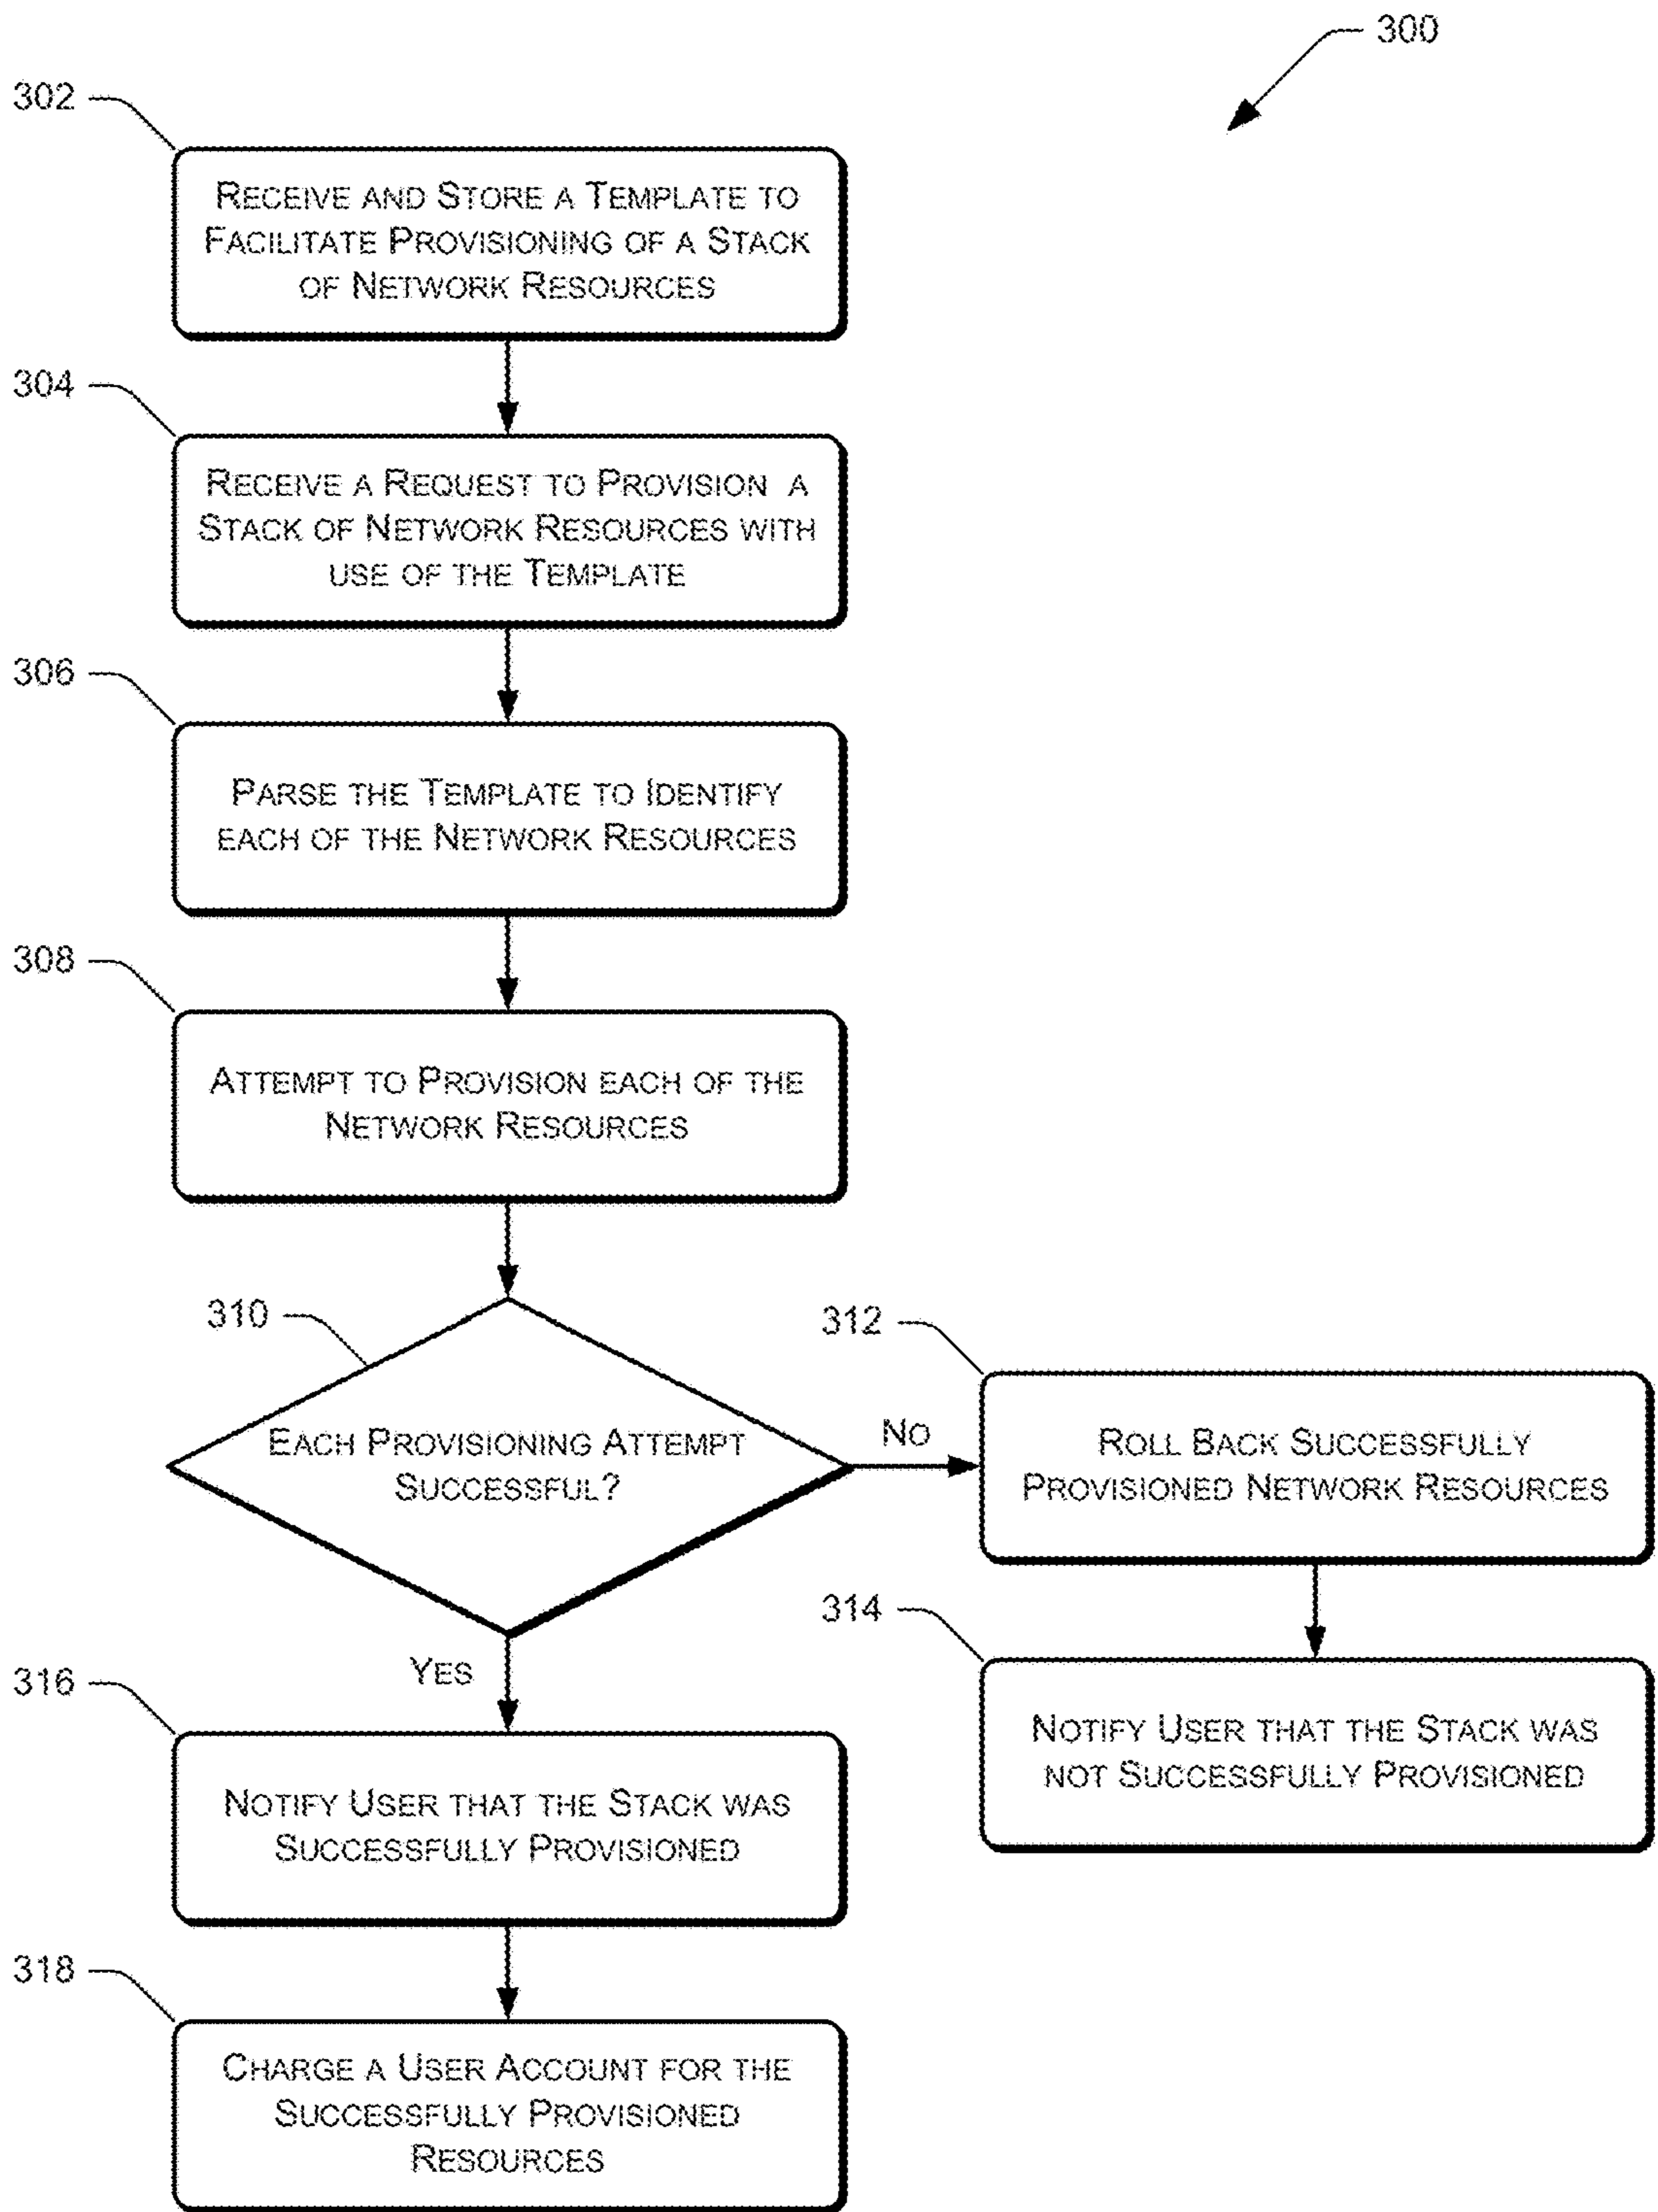 300
302
RECEIVE AND STORE A TEMPLATE TO
FACILITATE PROVISIONING OF A STACK
OF NETWORK RESOURCES
304
RECEIVE A REQUEST TO PROVISION A
STACK OF NETWORK RESOURCES WITH
USE OF THE TEMPLATE
306
PARSE THE TEMPLATE TO IDENTIFY
EACH OF THE NETWORK RESOURCES
308
ATTEMPT TO PROVISION EACH OF THE
NETWORK RESOURCES
310
EACH PROVISIONING ATTEMPT
SUCCESSFUL?
NO
312
ROLL BACK SUCCESSFULLY
PROVISIONED NETWORK RESOURCES
314
NOTIFY USER THAT THE STACK WAS
NOT SUCCESSFULLY PROVISIONED
YES
316
NOTIFY USER THAT THE STACK WAS
SUCCESSFULLY PROVISIONED
318
CHARGE A USER ACCOUNT FOR THE
SUCCESSFULLY PROVISIONED
RESOURCES